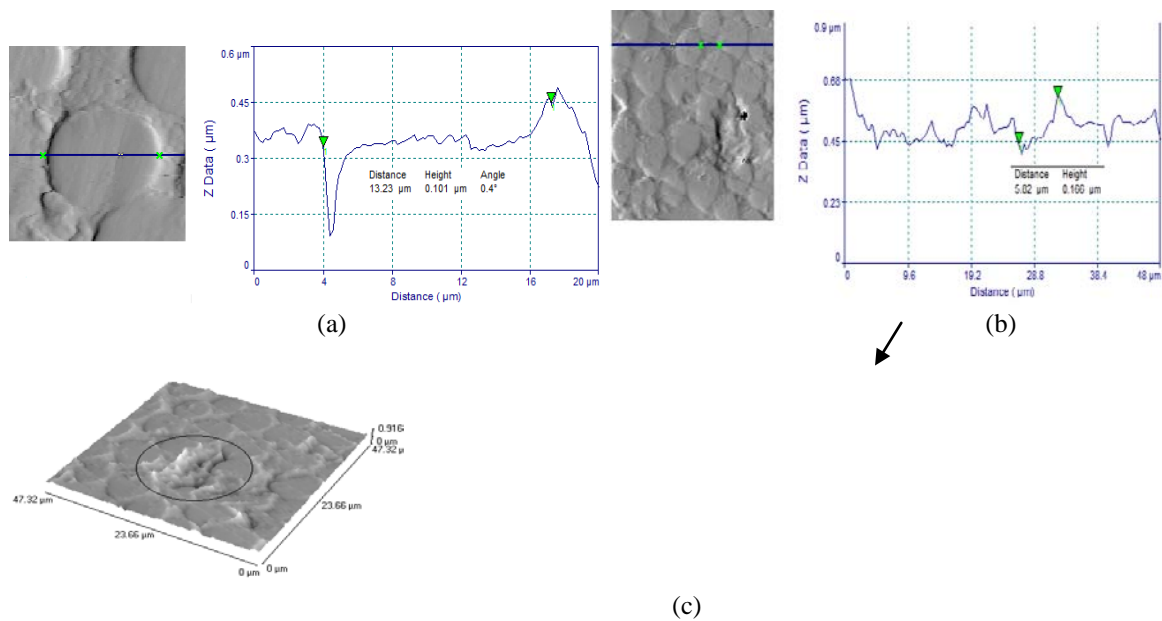 0.6 µm
0.45
0.3
0.15
0
Z Data ( µm)
Distance Height Angle
13.23 µm 0.101 µm 0.4°
0 4 8 12 16 20 µm
Distance ( µm)
(a)
0.9 µm
0.68
0.45
0.23
0
Z Data ( µm)
Distance Height
5.02 µm 0.166 µm
0 9.6 19.2 28.8 38.4 48 µm
Distance ( µm)
(b)
0.916
0 µm
47.32 µ
47.32 µm
23.66 µm
23.66 µm
0 µm
0 µm
(c)